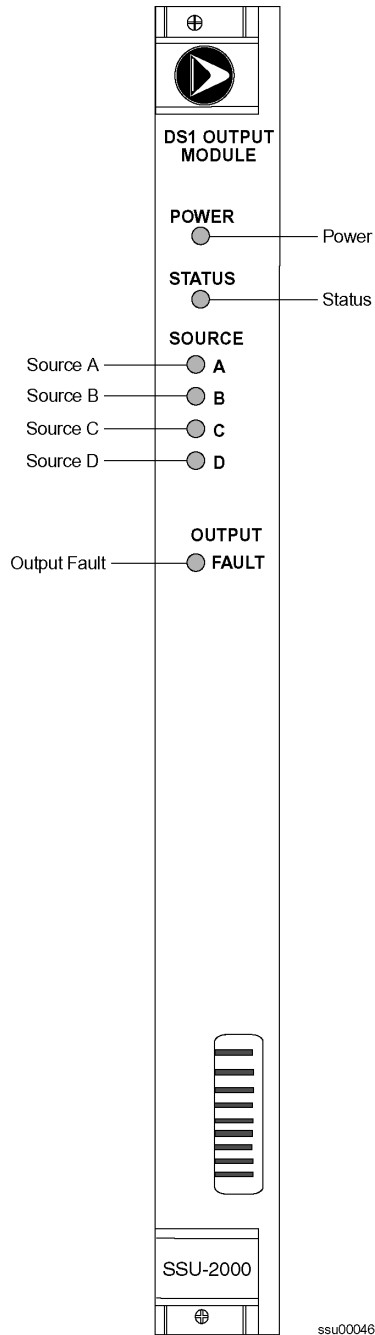 DS1 OUTPUT
MODULE
POWER
Power
STATUS
Status
SOURCE
Source A
A
Source B
B
Source C
C
Source D
D
OUTPUT
Output Fault
FAULT
SSU-2000
ssu00046